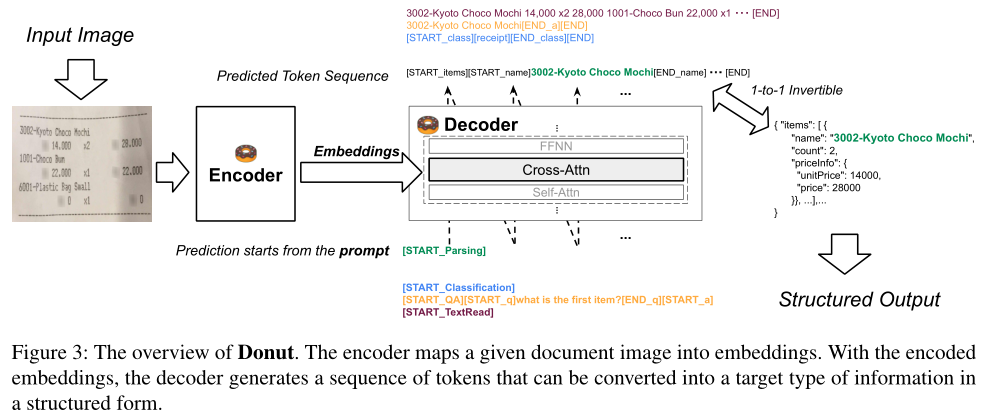 3002-Kyoto Choco Mochi 14,000 x2 28,000 1001-Choco Bun 22,000 x1 ··· [END]
3002-Kyoto Choco Mochi[END_a][END]
[START_class][receipt][END_class][END]
Input Image
Predicted Token Sequence
[START_items][START_name]3002-Kyoto Choco Mochi[END_name] ··· [END]
1-to-1 Invertible
...
3002-Kyoto Choco Mochi
14.000 x2 28.000
1001-Choco Bun
22.000 x1 22.000
6001-Plastic Bag Small
0 x1 0
Encoder
Embeddings
Decoder
...
FFNN
Cross-Attn
Self-Attn
...
{ "items": [ {
"name": "3002-Kyoto Choco Mochi",
"count": 2,
"priceInfo": {
"unitPrice": 14000,
"price": 28000
}}, ...],...
}
Prediction starts from the prompt
[START_Parsing]
...
[START_Classification]
[START_QA][START_q]what is the first item?[END_q][START_a]
[START_TextRead]
Structured Output
Figure 3: The overview of Donut. The encoder maps a given document image into embeddings. With the encoded
embeddings, the decoder generates a sequence of tokens that can be converted into a target type of information in
a structured form.